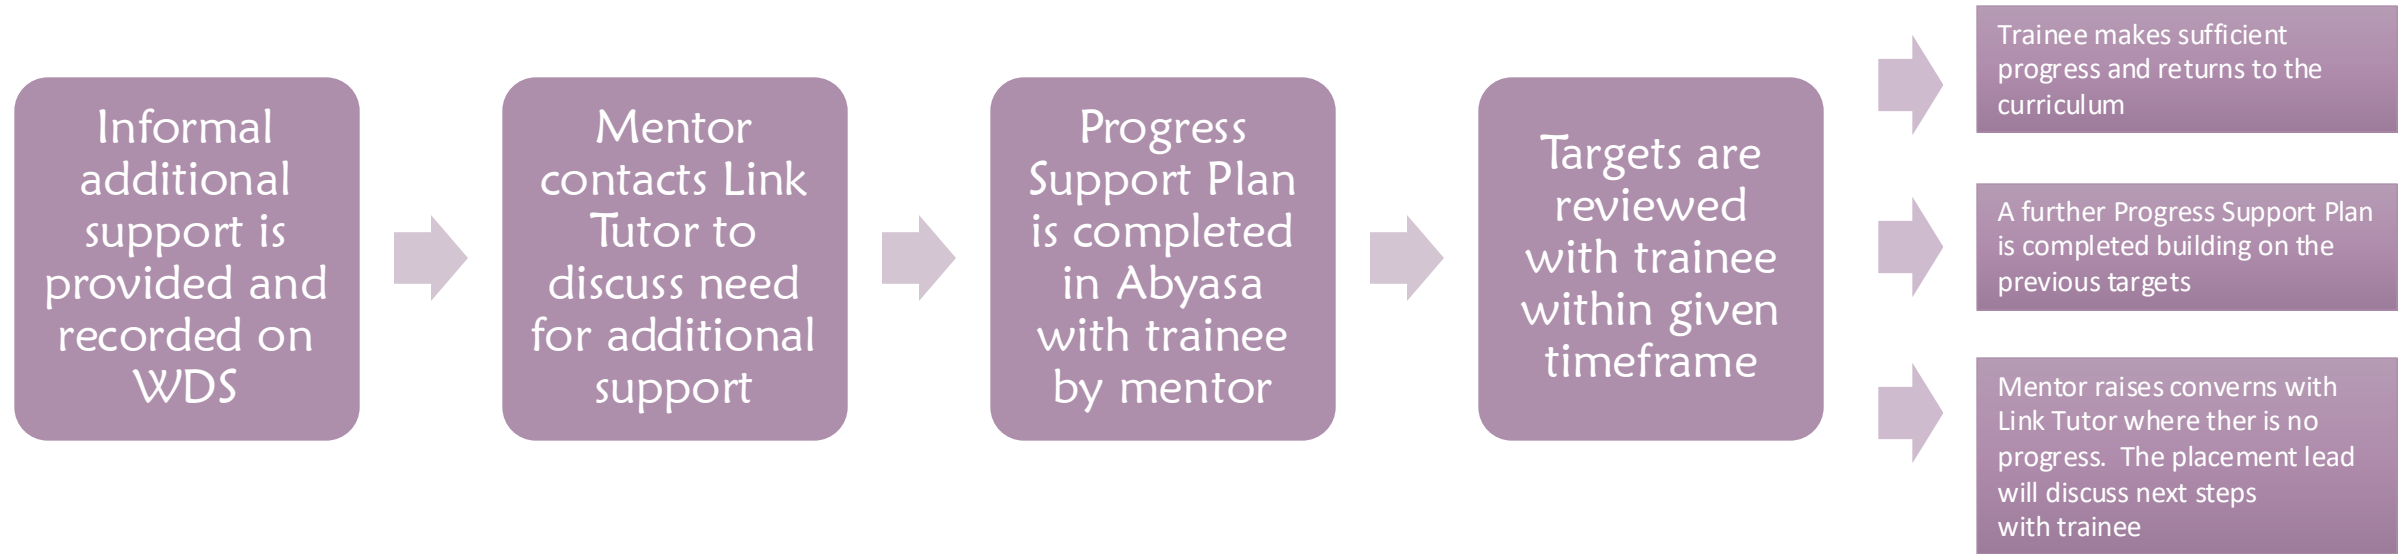 Informal
additional
support is
provided and
recorded on
WDS
Mentor
contacts Link
Tutor to
discuss need
for additional
support
Progress
Support Plan
is completed
in Abyasa
with trainee
by mentor
Targets are
reviewed
with trainee
within given
timeframe
Trainee makes sufficient
progress and returns to the
curriculum
A further Progress Support Plan
is completed building on the
previous targets
Mentor raises converns with
Link Tutor where ther is no
progress.  The placement lead
will discuss next steps
with trainee